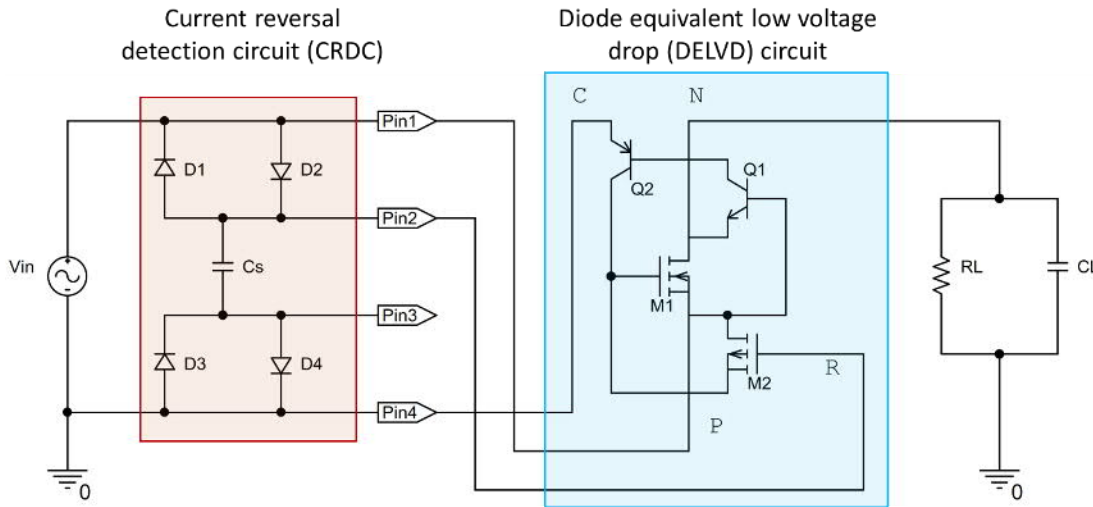 Current reversal
detection circuit (CRDC)
Diode equivalent low voltage
drop (DELVD) circuit
C
N
Pin1
D1
D2
Q2
Q1
Pin2
Vin
Cs
M1
RL
CL
Pin3
D3
D4
M2
R
Pin4
P
0
0